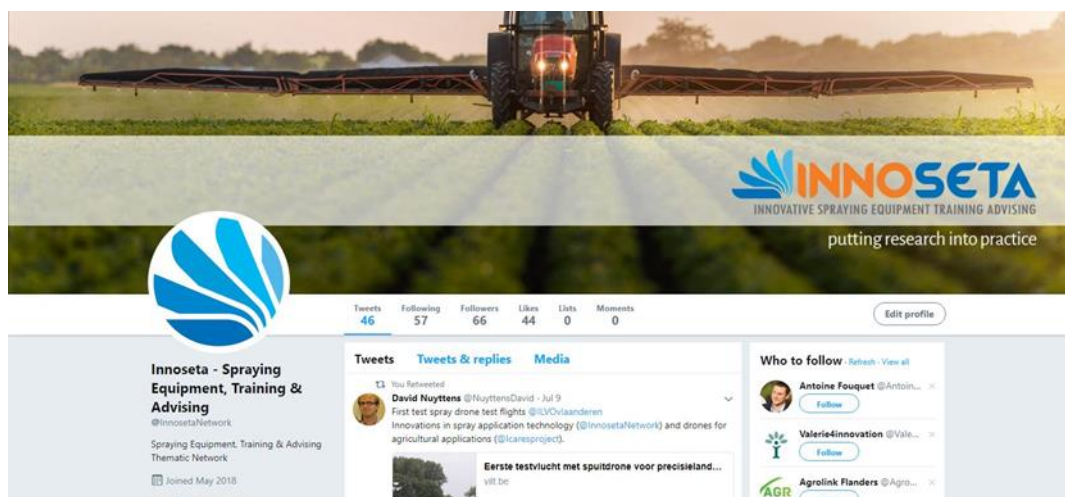 INNOSETA
INNOVATIVE SPRAYING EQUIPMENT TRAINING ADVISING
putting research into practice
Tweets Following Followers Likes Lists Moments
46 57 66 44 0 0
Edit profile
Innoseta - Spraying
Equipment, Training &
Advising
@InnosetaNetwork
Spraying Equipment, Training & Advising
Thematic Network
Joined May 2018
Tweets Tweets & replies Media
You Retweeted
David Nuyttens @NuyttensDavid · Jul 9
First test spray drone test flights @ILVOvlaanderen
Innovations in spray application technology (@InnosetaNetwork) and drones for
agricultural applications (@Icaresproject).
Eerste testvlucht met spuitdrone voor precisieland...
vilt.be
Who to follow · Refresh · View all
Antoine Fouquet @Antoin... ×
Follow
Valerie4innovation @Vale... ×
Follow
Agrolink Flanders @Agro... ×
AGR